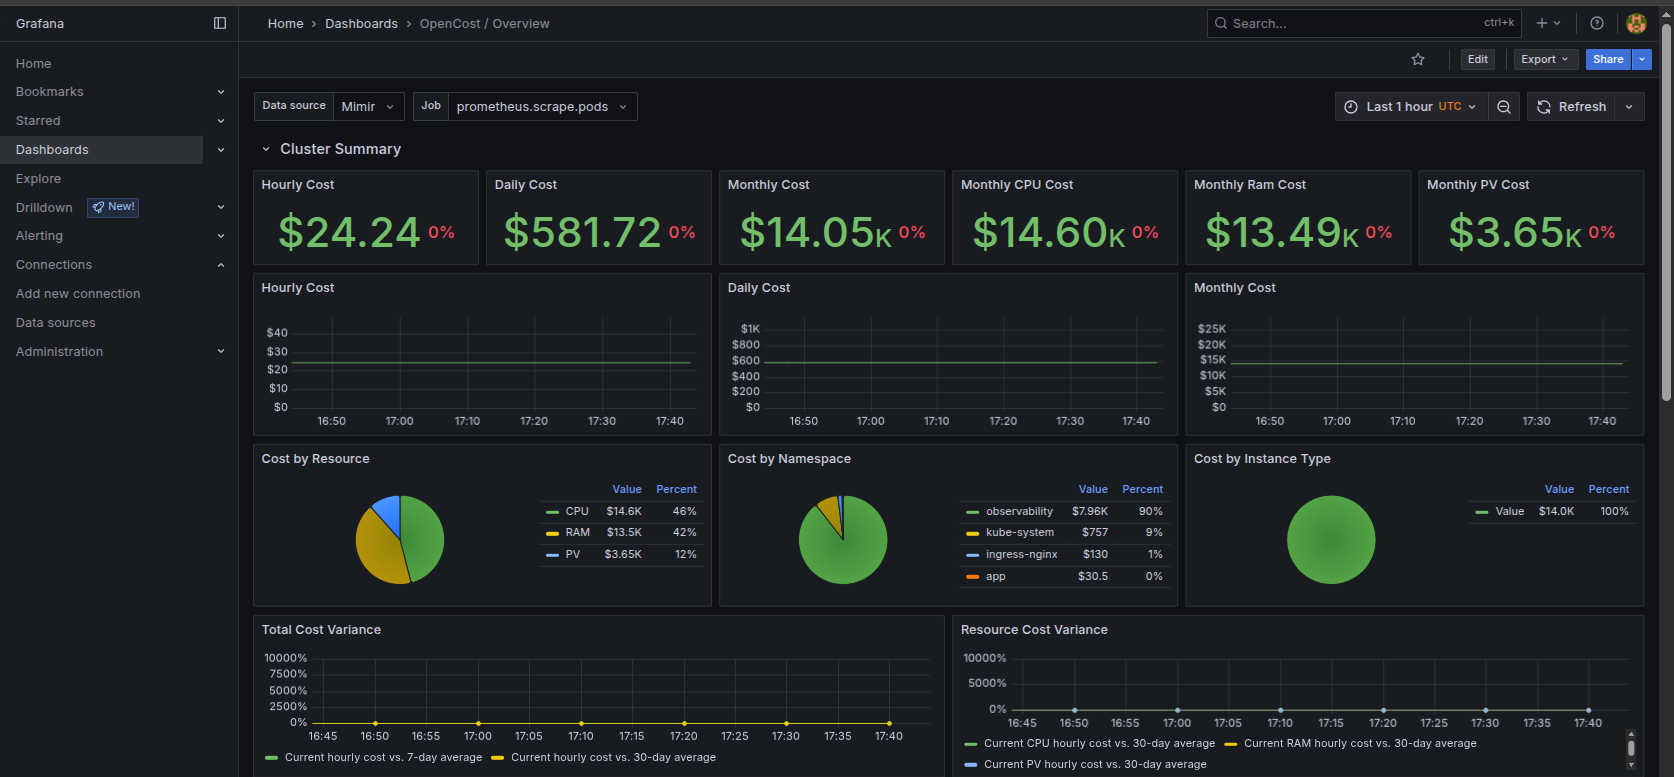 Grafana
Home › Dashboards › OpenCost / Overview
Search... ctrl+k
Edit Export Share
Home
Bookmarks
Starred
Dashboards
Explore
Drilldown New!
Alerting
Connections
Add new connection
Data sources
Administration
Data source Mimir Job prometheus.scrape.pods
Last 1 hour UTC Refresh
Cluster Summary
Hourly Cost
$24.24 0%
Daily Cost
$581.72 0%
Monthly Cost
$14.05K 0%
Monthly CPU Cost
$14.60K 0%
Monthly Ram Cost
$13.49K 0%
Monthly PV Cost
$3.65K 0%
Hourly Cost
$40
$30
$20
$10
$0
16:50 17:00 17:10 17:20 17:30 17:40
Daily Cost
$1K
$800
$600
$400
$200
$0
16:50 17:00 17:10 17:20 17:30 17:40
Monthly Cost
$25K
$20K
$15K
$10K
$5K
$0
16:50 17:00 17:10 17:20 17:30 17:40
Cost by Resource
Value Percent
CPU $14.6K 46%
RAM $13.5K 42%
PV $3.65K 12%
Cost by Namespace
Value Percent
observability $7.96K 90%
kube-system $757 9%
ingress-nginx $130 1%
app $30.5 0%
Cost by Instance Type
Value Percent
Value $14.0K 100%
Total Cost Variance
10000%
7500%
5000%
2500%
0%
16:45 16:50 16:55 17:00 17:05 17:10 17:15 17:20 17:25 17:30 17:35 17:40
Current hourly cost vs. 7-day average Current hourly cost vs. 30-day average
Resource Cost Variance
10000%
5000%
0%
16:45 16:50 16:55 17:00 17:05 17:10 17:15 17:20 17:25 17:30 17:35 17:40
Current CPU hourly cost vs. 30-day average Current RAM hourly cost vs. 30-day average
Current PV hourly cost vs. 30-day average